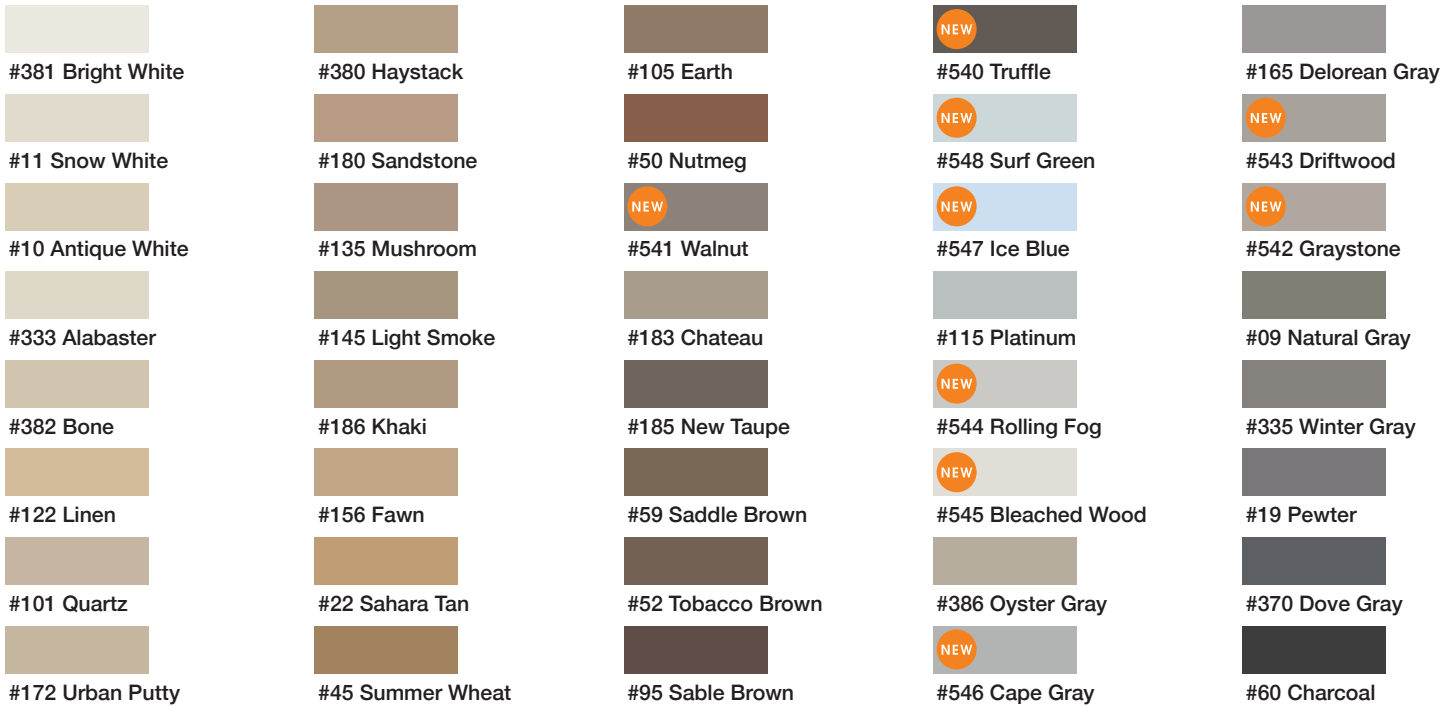 #381 Bright White
#11 Snow White
#10 Antique White
#333 Alabaster
#382 Bone
#122 Linen
#101 Quartz
#172 Urban Putty
#380 Haystack
#180 Sandstone
#135 Mushroom
#145 Light Smoke
#186 Khaki
#156 Fawn
#22 Sahara Tan
#45 Summer Wheat
#105 Earth
#50 Nutmeg
NEW
#541 Walnut
#183 Chateau
#185 New Taupe
#59 Saddle Brown
#52 Tobacco Brown
#95 Sable Brown
NEW
#540 Truffle
NEW
#548 Surf Green
NEW
#547 Ice Blue
#115 Platinum
NEW
#544 Rolling Fog
NEW
#545 Bleached Wood
#386 Oyster Gray
NEW
#546 Cape Gray
#165 Delorean Gray
NEW
#543 Driftwood
NEW
#542 Graystone
#09 Natural Gray
#335 Winter Gray
#19 Pewter
#370 Dove Gray
#60 Charcoal